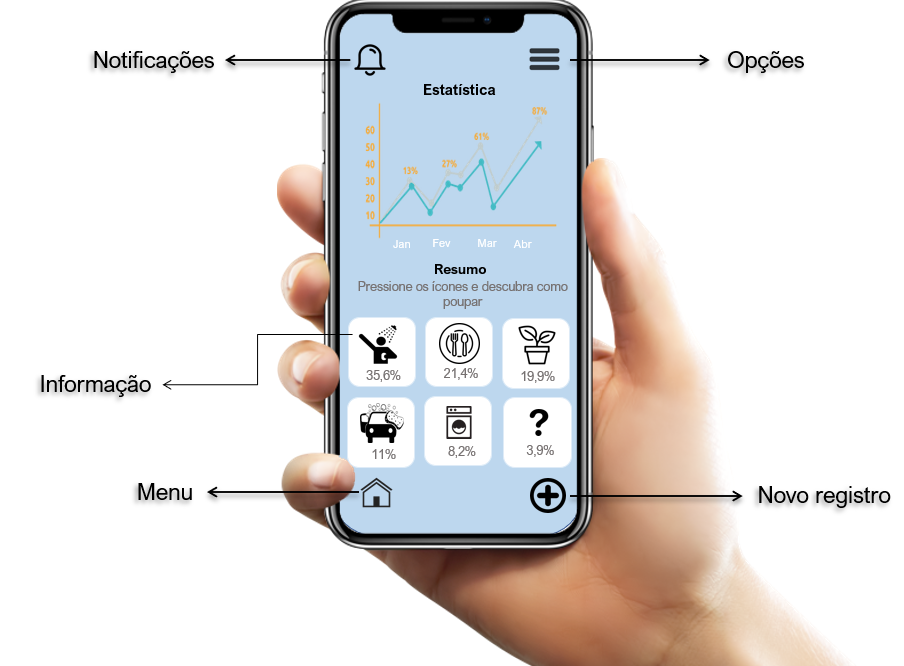 Notificações
Opções
Estatística
87%
61%
27%
13%
60
50
40
30
20
10
Jan Fev Mar Abr
Resumo
Pressione os ícones e descubra como
poupar
35,6% 21,4% 19,9%
Informação
?
11% 8,2% 3,9%
Menu
Novo registro